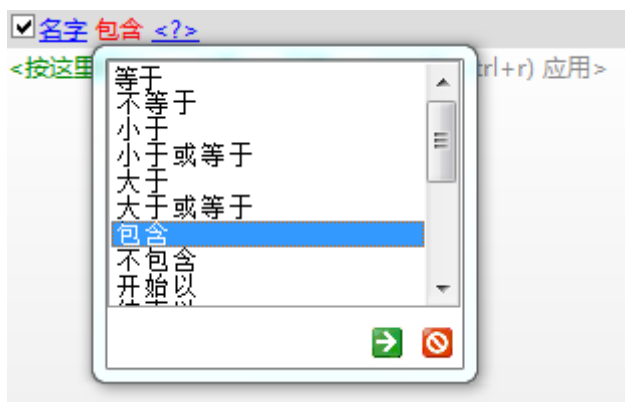 名字 包含 <?>
<按这里
trl+r) 应用>
等于
不等于
小于
小于或等于
大于
大于或等于
包含
不包含
开始以